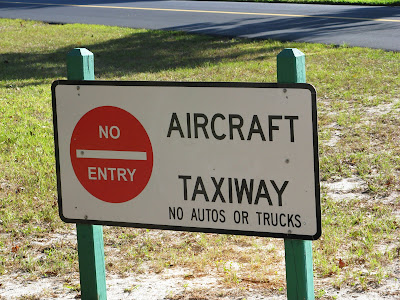 NO
ENTRY
AIRCRAFT
TAXIWAY
NO AUTOS OR TRUCKS